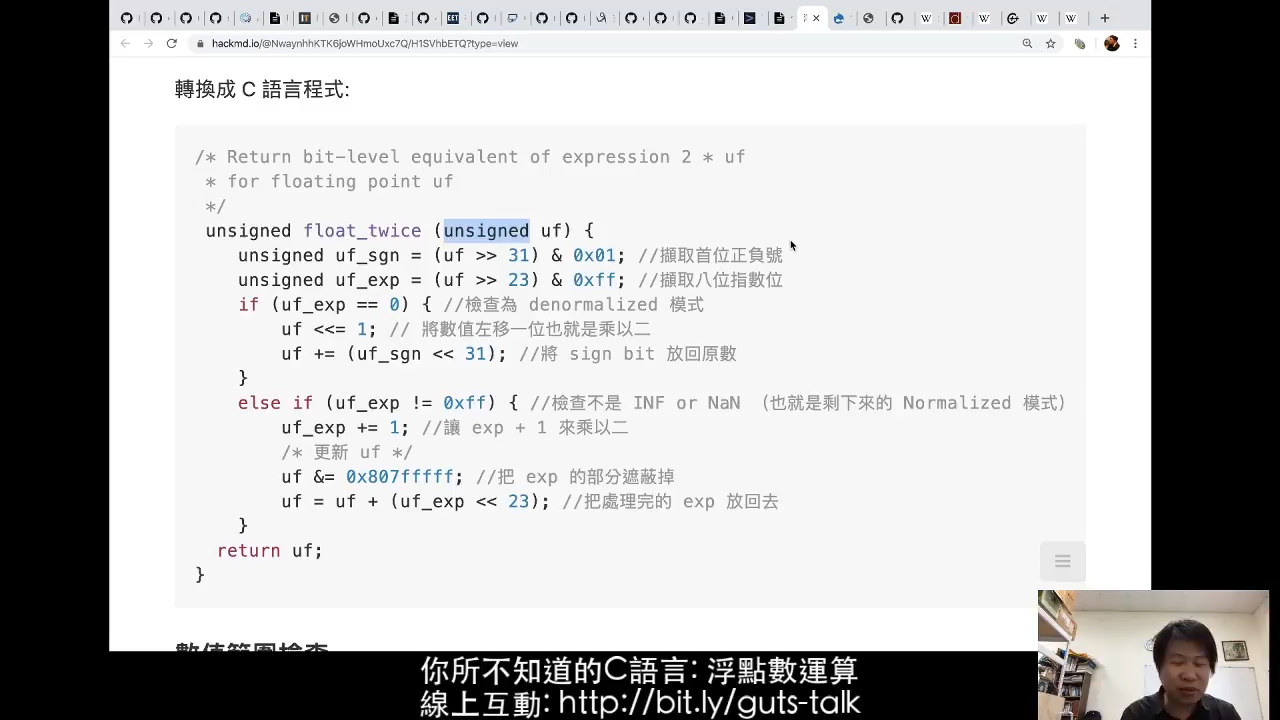 hackmd.io/@NwaynhhKTK6joWHmoUxc7Q/H1SVhbETQ?type=view
轉換成 C 語言程式:
/* Return bit-level equivalent of expression 2 * uf
* for floating point uf
*/
unsigned float_twice (unsigned uf) {
unsigned uf_sgn = (uf >> 31) & 0x01; //擷取首位正負號
unsigned uf_exp = (uf >> 23) & 0xff; //擷取八位指數位
if (uf_exp == 0) { //檢查為 denormalized 模式
uf <<= 1; // 將數值左移一位也就是乘以二
uf += (uf_sgn << 31); //將 sign bit 放回原數
}
else if (uf_exp != 0xff) { //檢查不是 INF or NaN （也就是剩下來的 Normalized 模式)
uf_exp += 1; //讓 exp + 1 來乘以二
/* 更新 uf */
uf &= 0x807fffff; //把 exp 的部分遮蔽掉
uf = uf + (uf_exp << 23); //把處理完的 exp 放回去
}
return uf;
}
數值範圍檢查
你所不知道的C語言: 浮點數運算
線上互動: http://bit.ly/guts-talk